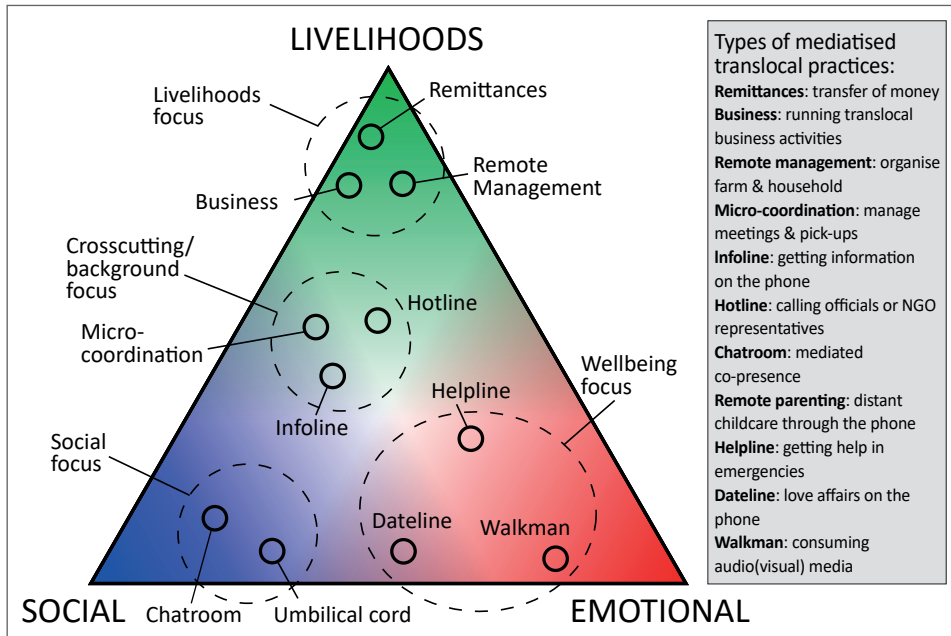 LIVELIHOODS
Livelihoods
focus
Remittances
Business
Remote
Management
Crosscutting/
background
focus
Micro-
coordination
Hotline
Infoline
Wellbeing
focus
Helpline
Social
focus
Dateline
Walkman
SOCIAL
Chatroom
Umbilical cord
EMOTIONAL
Types of mediatised
translocal practices:
Remittances: transfer of money
Business: running translocal
business activities
Remote management: organise
farm & household
Micro-coordination: manage
meetings & pick-ups
Infoline: getting information
on the phone
Hotline: calling officials or NGO
representatives
Chatroom: mediated
co-presence
Remote parenting: distant
childcare through the phone
Helpline: getting help in
emergencies
Dateline: love affairs on the
phone
Walkman: consuming
audio(visual) media